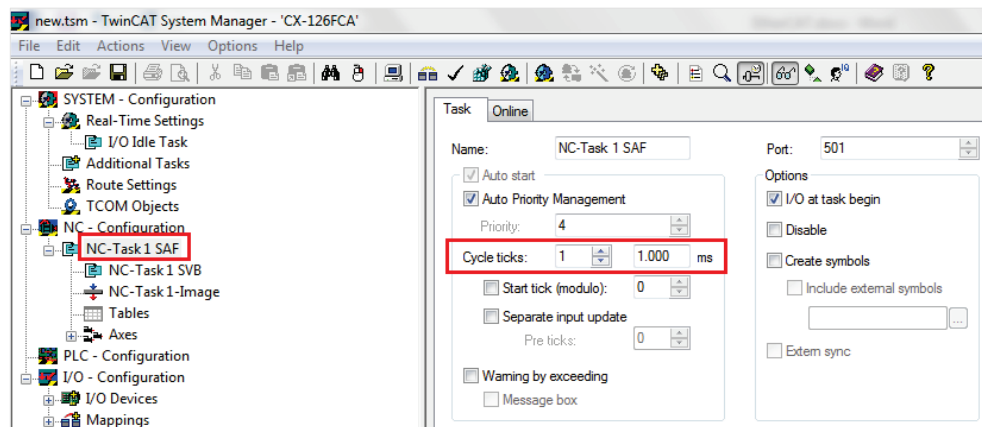 new.tsm - TwinCAT System Manager - 'CX-126FCA'
File Edit Actions View Options Help
SYSTEM - Configuration
Real-Time Settings
I/O Idle Task
Additional Tasks
Route Settings
TCOM Objects
NC - Configuration
NC-Task 1 SAF
NC-Task 1 SVB
NC-Task 1-Image
Tables
Axes
PLC - Configuration
I/O - Configuration
I/O Devices
Mappings
Task Online
Name: NC-Task 1 SAF
Auto start
Auto Priority Management
Priority: 4
Cycle ticks: 1 1.000 ms
Start tick (modulo): 0
Separate input update
Pre ticks: 0
Warning by exceeding
Message box
Port: 501
Options
I/O at task begin
Disable
Create symbols
Include external symbols
...
Extern sync